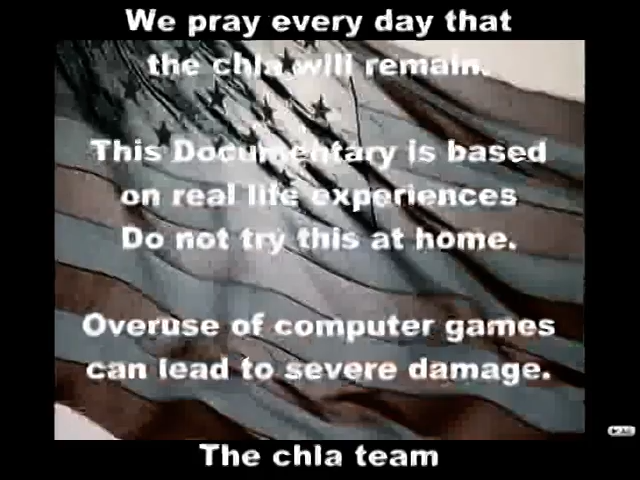 We pray every day that
the chla will remain.
This Documentary is based
on real life experiences
Do not try this at home.
Overuse of computer games
can lead to severe damage.
The chla team